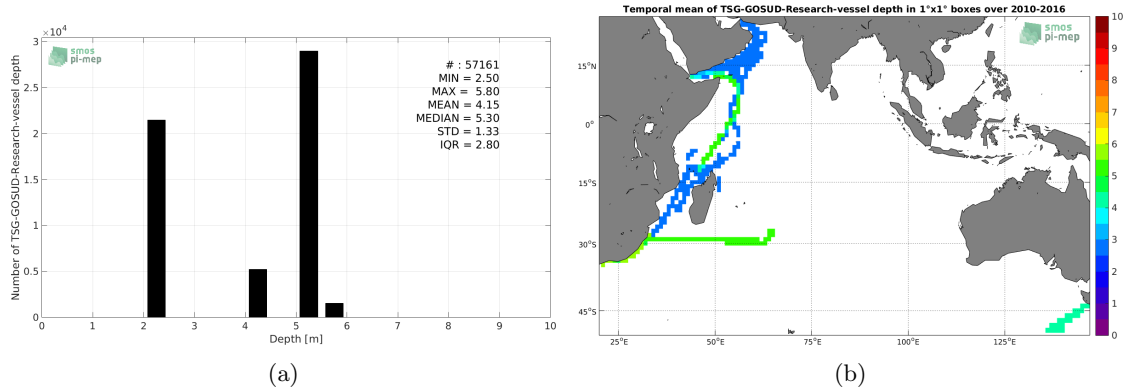 ×10⁴
3
2.5
2
1.5
1
0.5
0
Number of TSG-GOSUD-Research-vessel depth
smos
pi-mep
# : 57161
MIN = 2.50
MAX = 5.80
MEAN = 4.15
MEDIAN = 5.30
STD = 1.33
IQR = 2.80
0 1 2 3 4 5 6 7 8 9 10
Depth [m]
(a)
Temporal mean of TSG-GOSUD-Research-vessel depth in 1°x1° boxes over 2010-2016
smos
pi-mep
15°N
0°
15°S
30°S
45°S
25°E 50°E 75°E 100°E 125°E
10
9
8
7
6
5
4
3
2
1
0
(b)